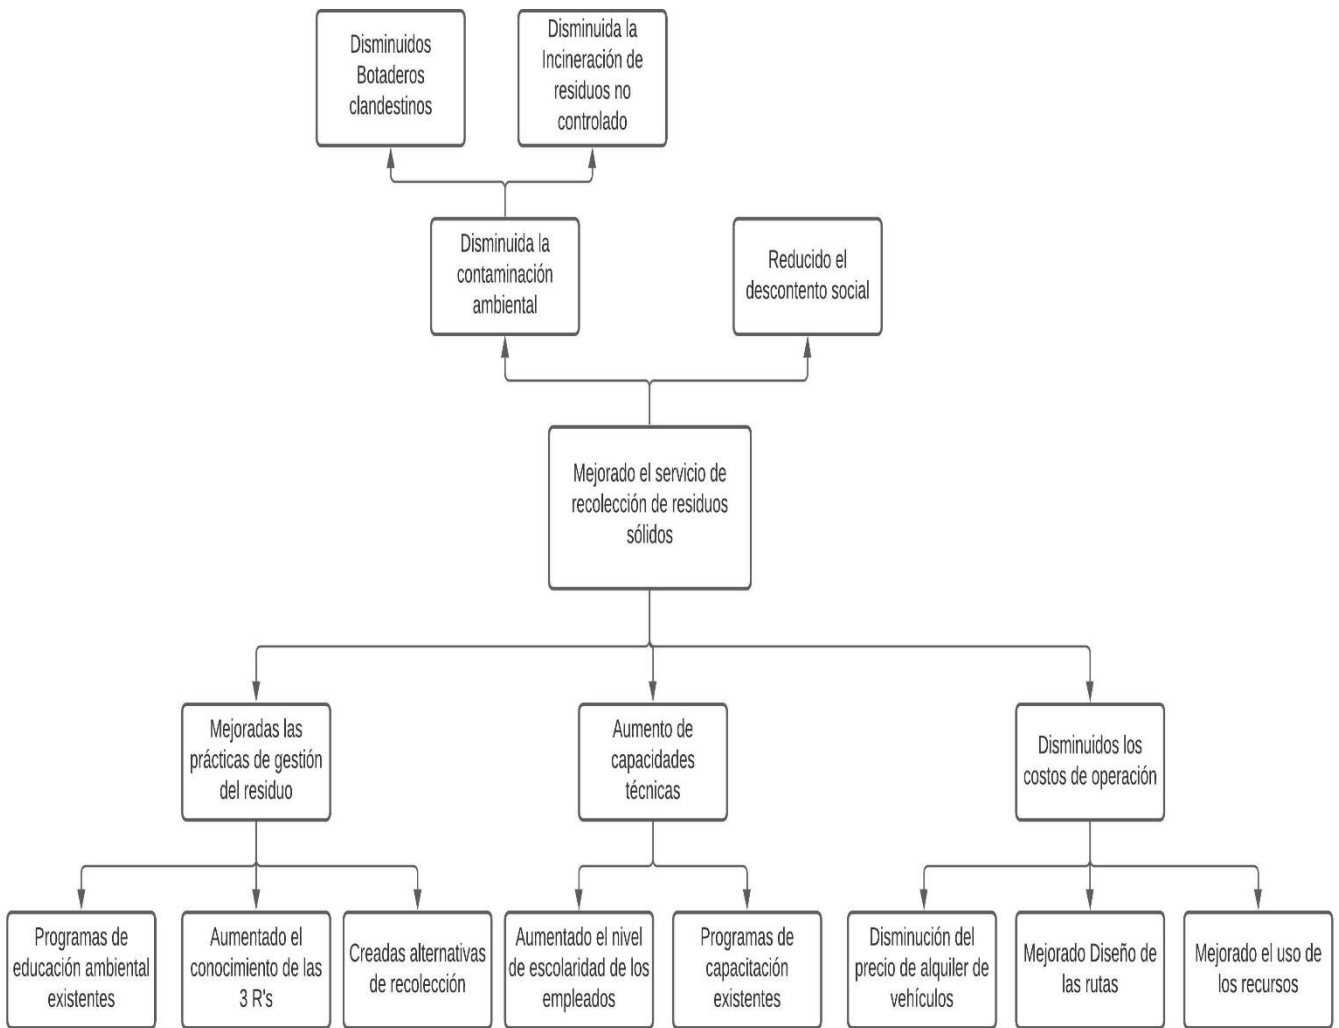 Disminuidos
Botaderos
clandestinos
Disminuida la
Incineración de
residuos no
controlado
Disminuida la
contaminación
ambiental
Reducido el
descontento social
Mejorado el servicio de
recolección de residuos
sólidos
Mejoradas las
prácticas de gestión
del residuo
Aumento de
capacidades
técnicas
Disminuidos los
costos de operación
Programas de
educación ambiental
existentes
Aumentado el
conocimiento de las
3 R's
Creadas alternativas
de recolección
Aumentado el nivel
de escolaridad de los
empleados
Programas de
capacitación
existentes
Disminución del
precio de alquiler de
vehículos
Mejorado Diseño de
las rutas
Mejorado el uso de
los recursos